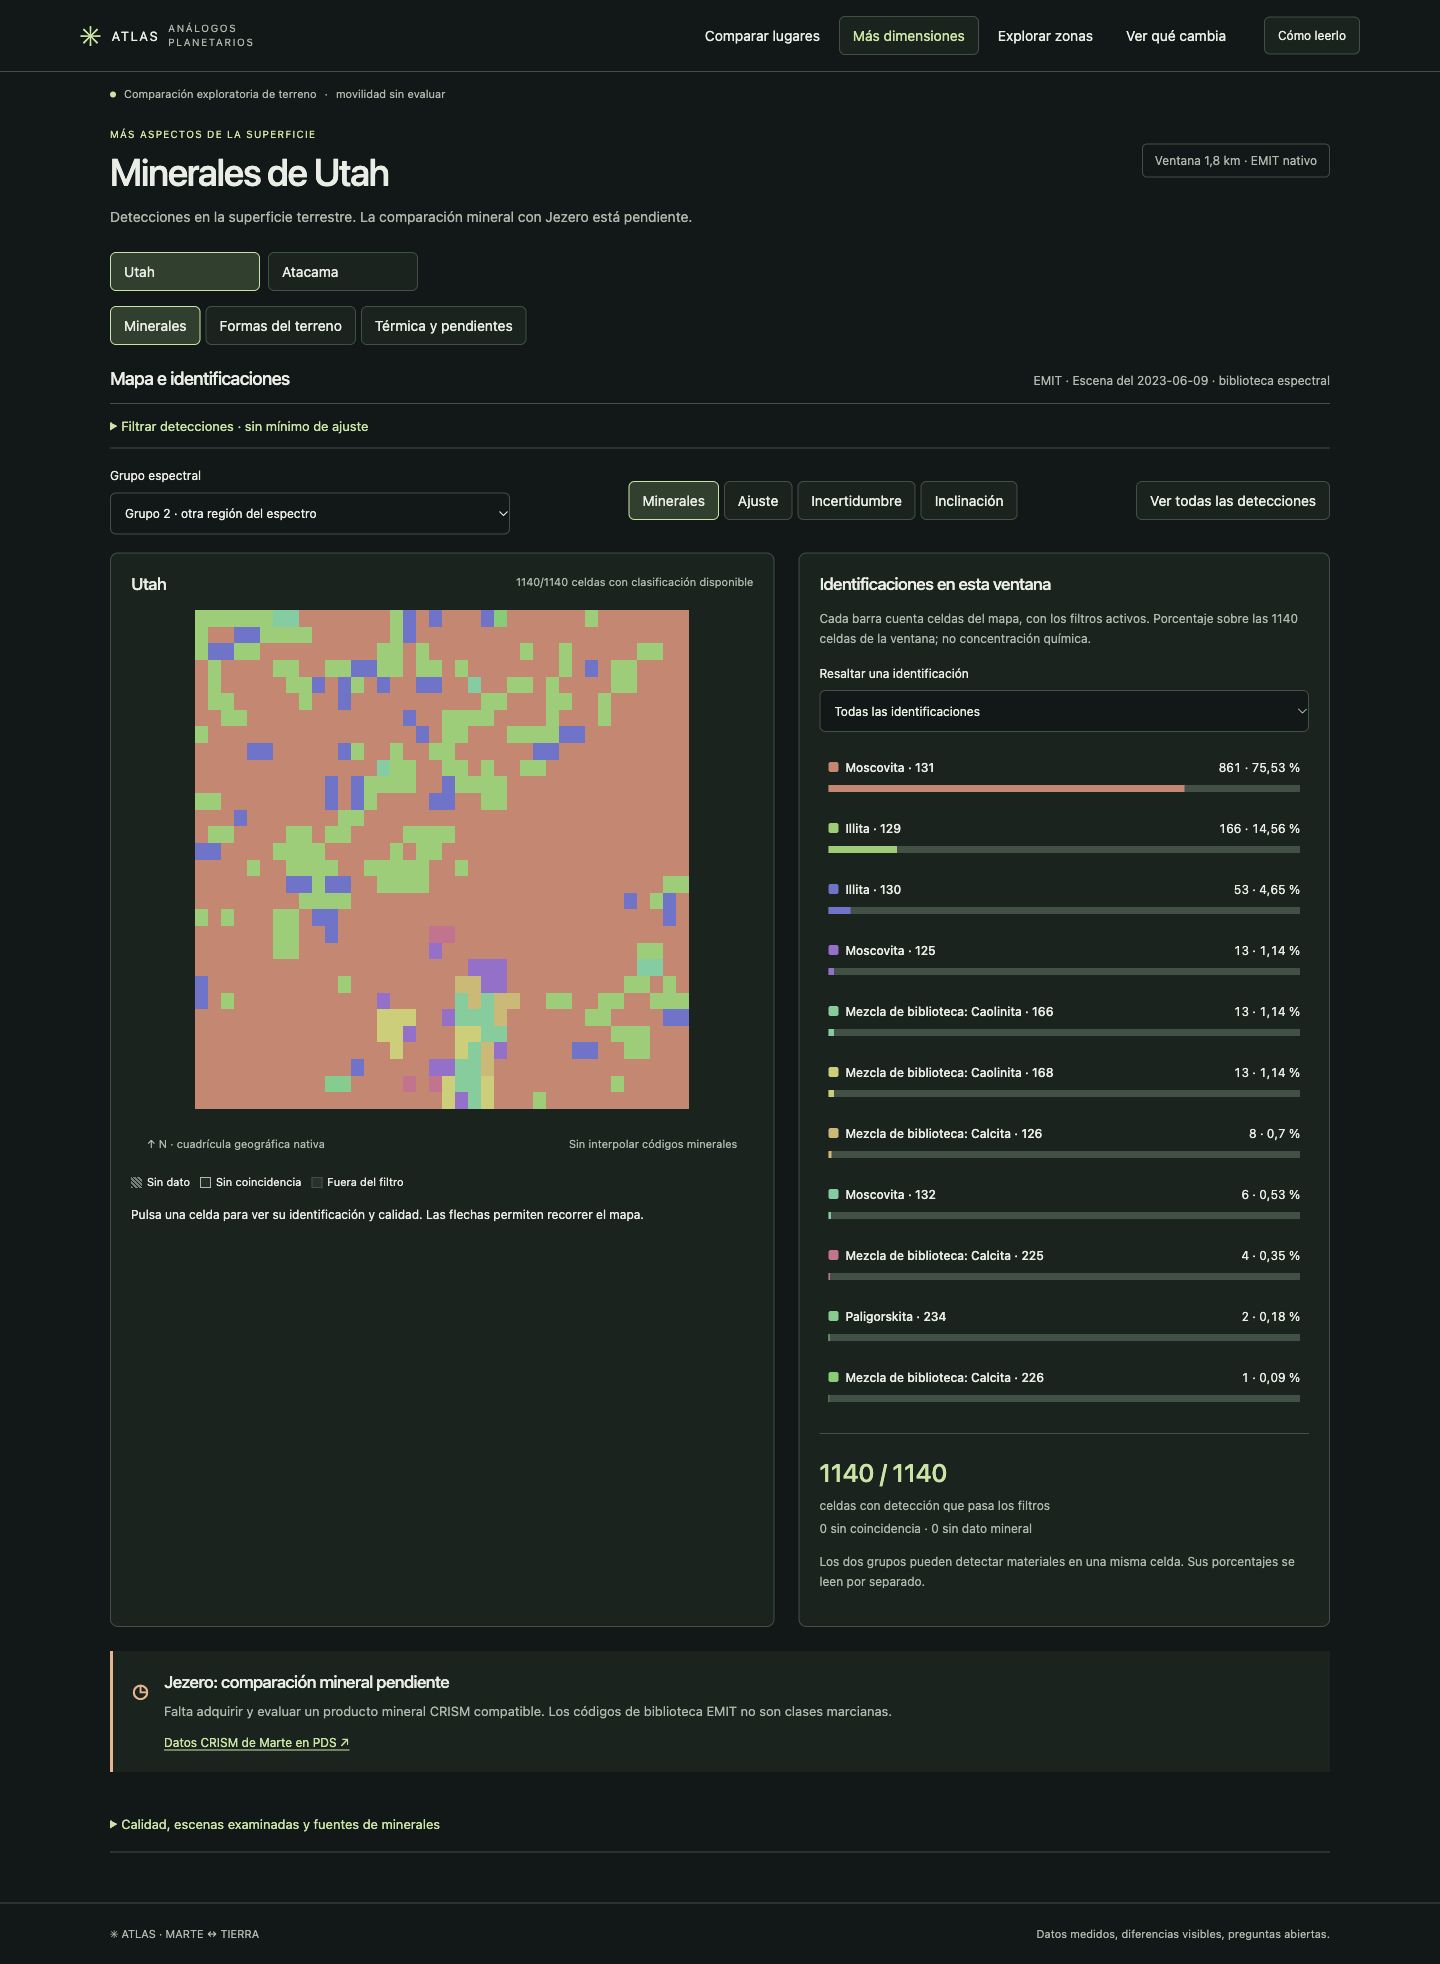 ATLAS
ANÁLOGOS
PLANETARIOS
Comparar lugares
Más dimensiones
Explorar zonas
Ver qué cambia
Cómo leerlo
Comparación exploratoria de terreno · movilidad sin evaluar
MÁS ASPECTOS DE LA SUPERFICIE
Minerales de Utah
Ventana 1,8 km · EMIT nativo
Detecciones en la superficie terrestre. La comparación mineral con Jezero está pendiente.
Utah
Atacama
Minerales
Formas del terreno
Térmica y pendientes
Mapa e identificaciones
EMIT · Escena del 2023-06-09 · biblioteca espectral
▶ Filtrar detecciones · sin mínimo de ajuste
Grupo espectral
Grupo 2 · otra región del espectro
Minerales
Ajuste
Incertidumbre
Inclinación
Ver todas las detecciones
Utah
1140/1140 celdas con clasificación disponible
↑ N · cuadrícula geográfica nativa
Sin interpolar códigos minerales
Sin dato
Sin coincidencia
Fuera del filtro
Pulsa una celda para ver su identificación y calidad. Las flechas permiten recorrer el mapa.
Identificaciones en esta ventana
Cada barra cuenta celdas del mapa, con los filtros activos. Porcentaje sobre las 1140
celdas de la ventana; no concentración química.
Resaltar una identificación
Todas las identificaciones
Moscovita · 131 861 · 75,53 %
Illita · 129 166 · 14,56 %
Illita · 130 53 · 4,65 %
Moscovita · 125 13 · 1,14 %
Mezcla de biblioteca: Caolinita · 166 13 · 1,14 %
Mezcla de biblioteca: Caolinita · 168 13 · 1,14 %
Mezcla de biblioteca: Calcita · 126 8 · 0,7 %
Moscovita · 132 6 · 0,53 %
Mezcla de biblioteca: Calcita · 225 4 · 0,35 %
Paligorskita · 234 2 · 0,18 %
Mezcla de biblioteca: Calcita · 226 1 · 0,09 %
1140 / 1140
celdas con detección que pasa los filtros
0 sin coincidencia · 0 sin dato mineral
Los dos grupos pueden detectar materiales en una misma celda. Sus porcentajes se
leen por separado.
Jezero: comparación mineral pendiente
Falta adquirir y evaluar un producto mineral CRISM compatible. Los códigos de biblioteca EMIT no son clases marcianas.
Datos CRISM de Marte en PDS ↗
▶ Calidad, escenas examinadas y fuentes de minerales
✳ ATLAS · MARTE ↔ TIERRA
Datos medidos, diferencias visibles, preguntas abiertas.